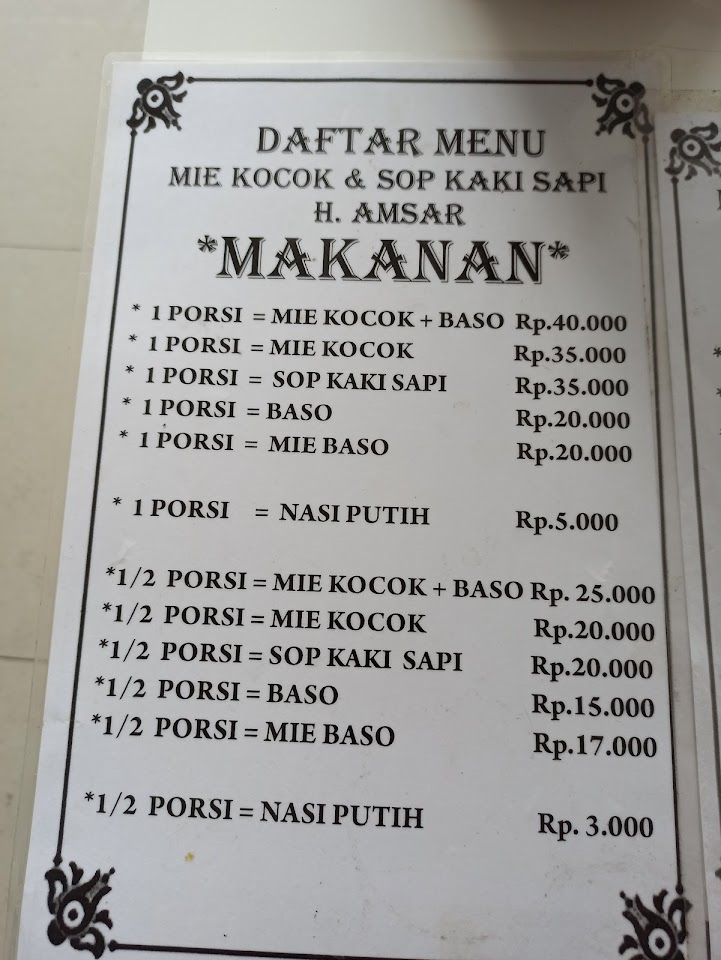 DAFTAR MENU
MIE KOCOK & SOP KAKI SAPI
H. AMSAR
*MAKANAN*
* 1 PORSI = MIE KOCOK + BASO Rp.40.000
* 1 PORSI = MIE KOCOK Rp.35.000
* 1 PORSI = SOP KAKI SAPI Rp.35.000
* 1 PORSI = BASO Rp.20.000
* 1 PORSI = MIE BASO Rp.20.000
* 1 PORSI = NASI PUTIH Rp.5.000
*1/2 PORSI = MIE KOCOK + BASO Rp. 25.000
*1/2 PORSI = MIE KOCOK Rp.20.000
*1/2 PORSI = SOP KAKI SAPI Rp.20.000
*1/2 PORSI = BASO Rp.15.000
*1/2 PORSI = MIE BASO Rp.17.000
*1/2 PORSI = NASI PUTIH Rp. 3.000